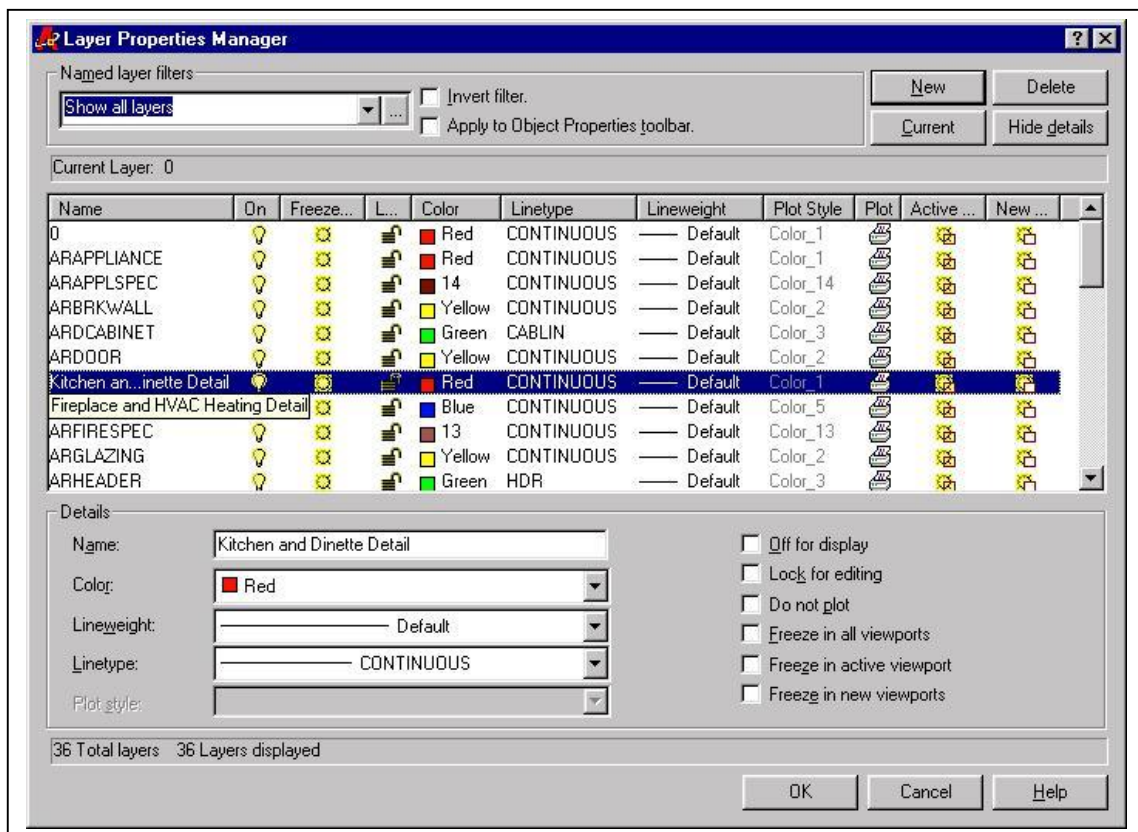 Layer Properties Manager
Named layer filters
Show all layers
...
Invert filter.
Apply to Object Properties toolbar.
New
Delete
Current
Hide details
Current Layer: 0
Name On Freeze... L... Color Linetype Lineweight Plot Style Plot Active ... New ...
0 Red CONTINUOUS Default Color_1
ARAPPLIANCE Red CONTINUOUS Default Color_1
ARAPPLSPEC 14 CONTINUOUS Default Color_14
ARBRKWALL Yellow CONTINUOUS Default Color_2
ARDCABINET Green CABLIN Default Color_3
ARDOOR Yellow CONTINUOUS Default Color_2
Kitchen an...inette Detail Red CONTINUOUS Default Color_1
Fireplace and HVAC Heating Detail Blue CONTINUOUS Default Color_5
ARFIRESPEC 13 CONTINUOUS Default Color_13
ARGLAZING Yellow CONTINUOUS Default Color_2
ARHEADER Green HDR Default Color_3
Details
Name: Kitchen and Dinette Detail
Color: Red
Lineweight: Default
Linetype: CONTINUOUS
Plot style:
Off for display
Lock for editing
Do not plot
Freeze in all viewports
Freeze in active viewport
Freeze in new viewports
36 Total layers 36 Layers displayed
OK
Cancel
Help